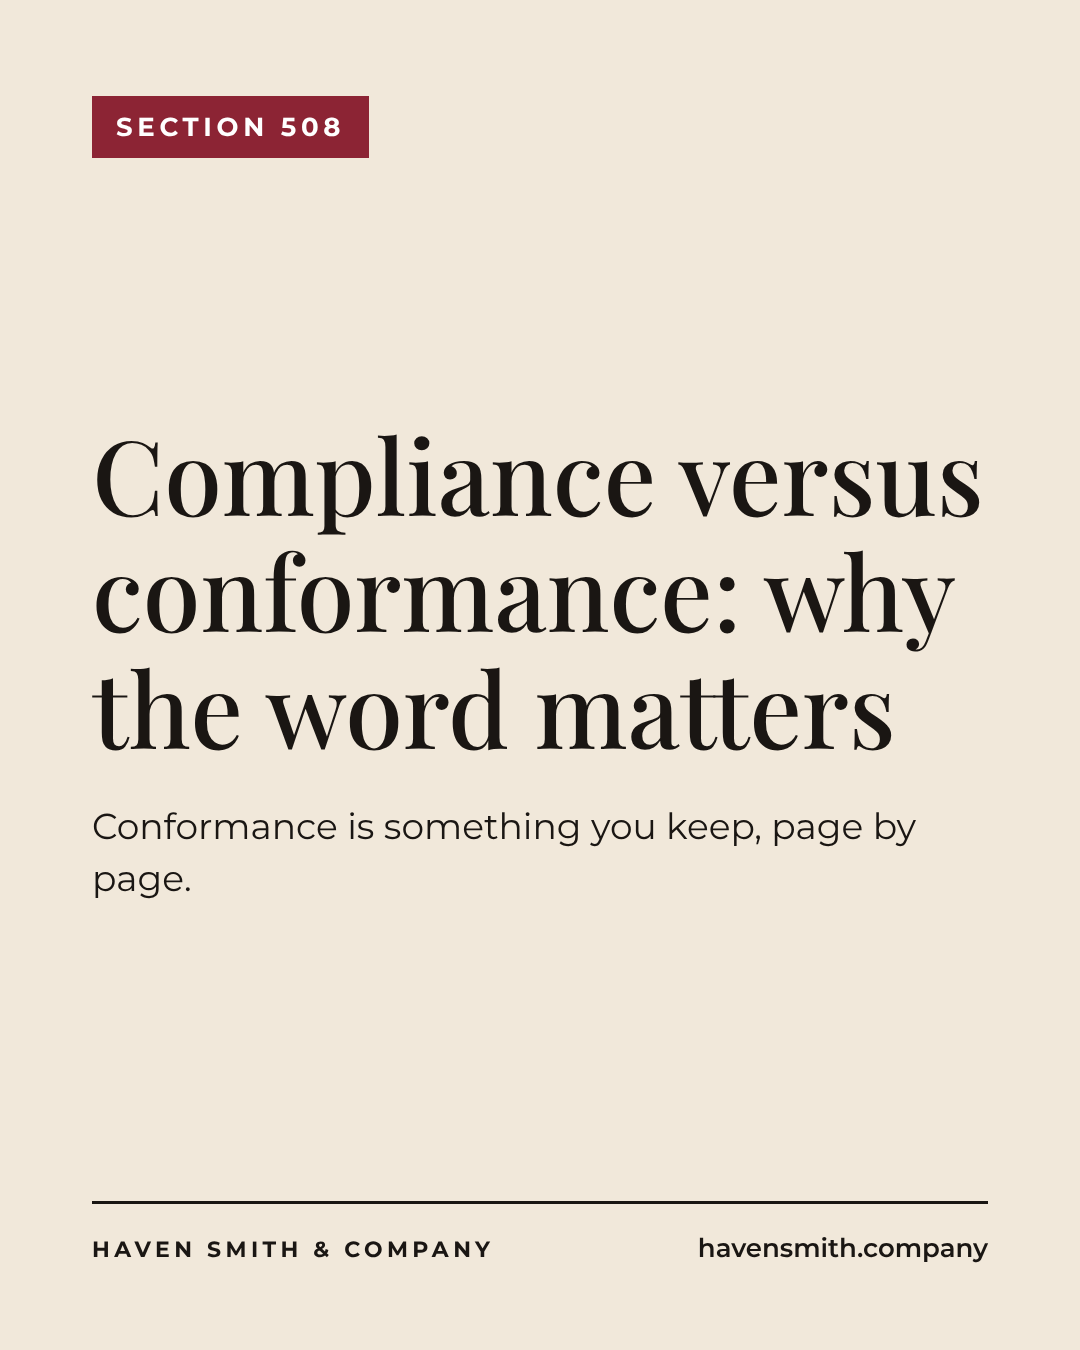 SECTION 508
Compliance versus
conformance: why
the word matters
Conformance is something you keep, page by
page.
HAVEN SMITH & COMPANY
havensmith.company